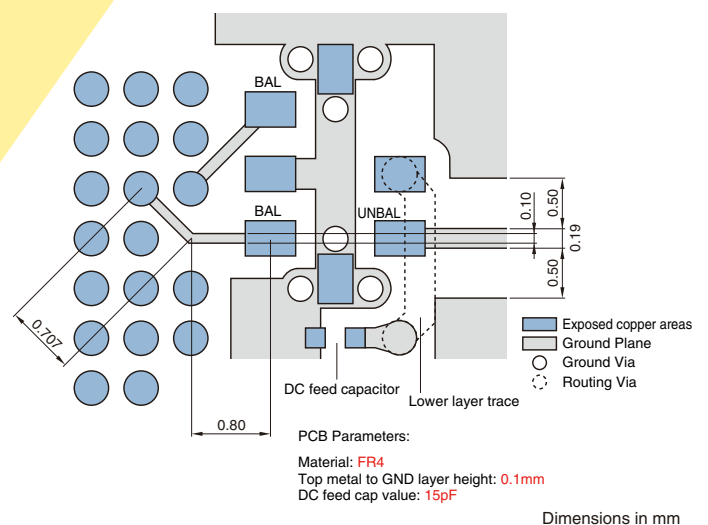 BAL
BAL
UNBAL
0.10
0.50
0.19
0.50
0.707
0.80
Exposed copper areas
Ground Plane
Ground Via
Routing Via
DC feed capacitor
Lower layer trace
PCB Parameters:
Material: FR4
Top metal to GND layer height: 0.1mm
DC feed cap value: 15pF
Dimensions in mm